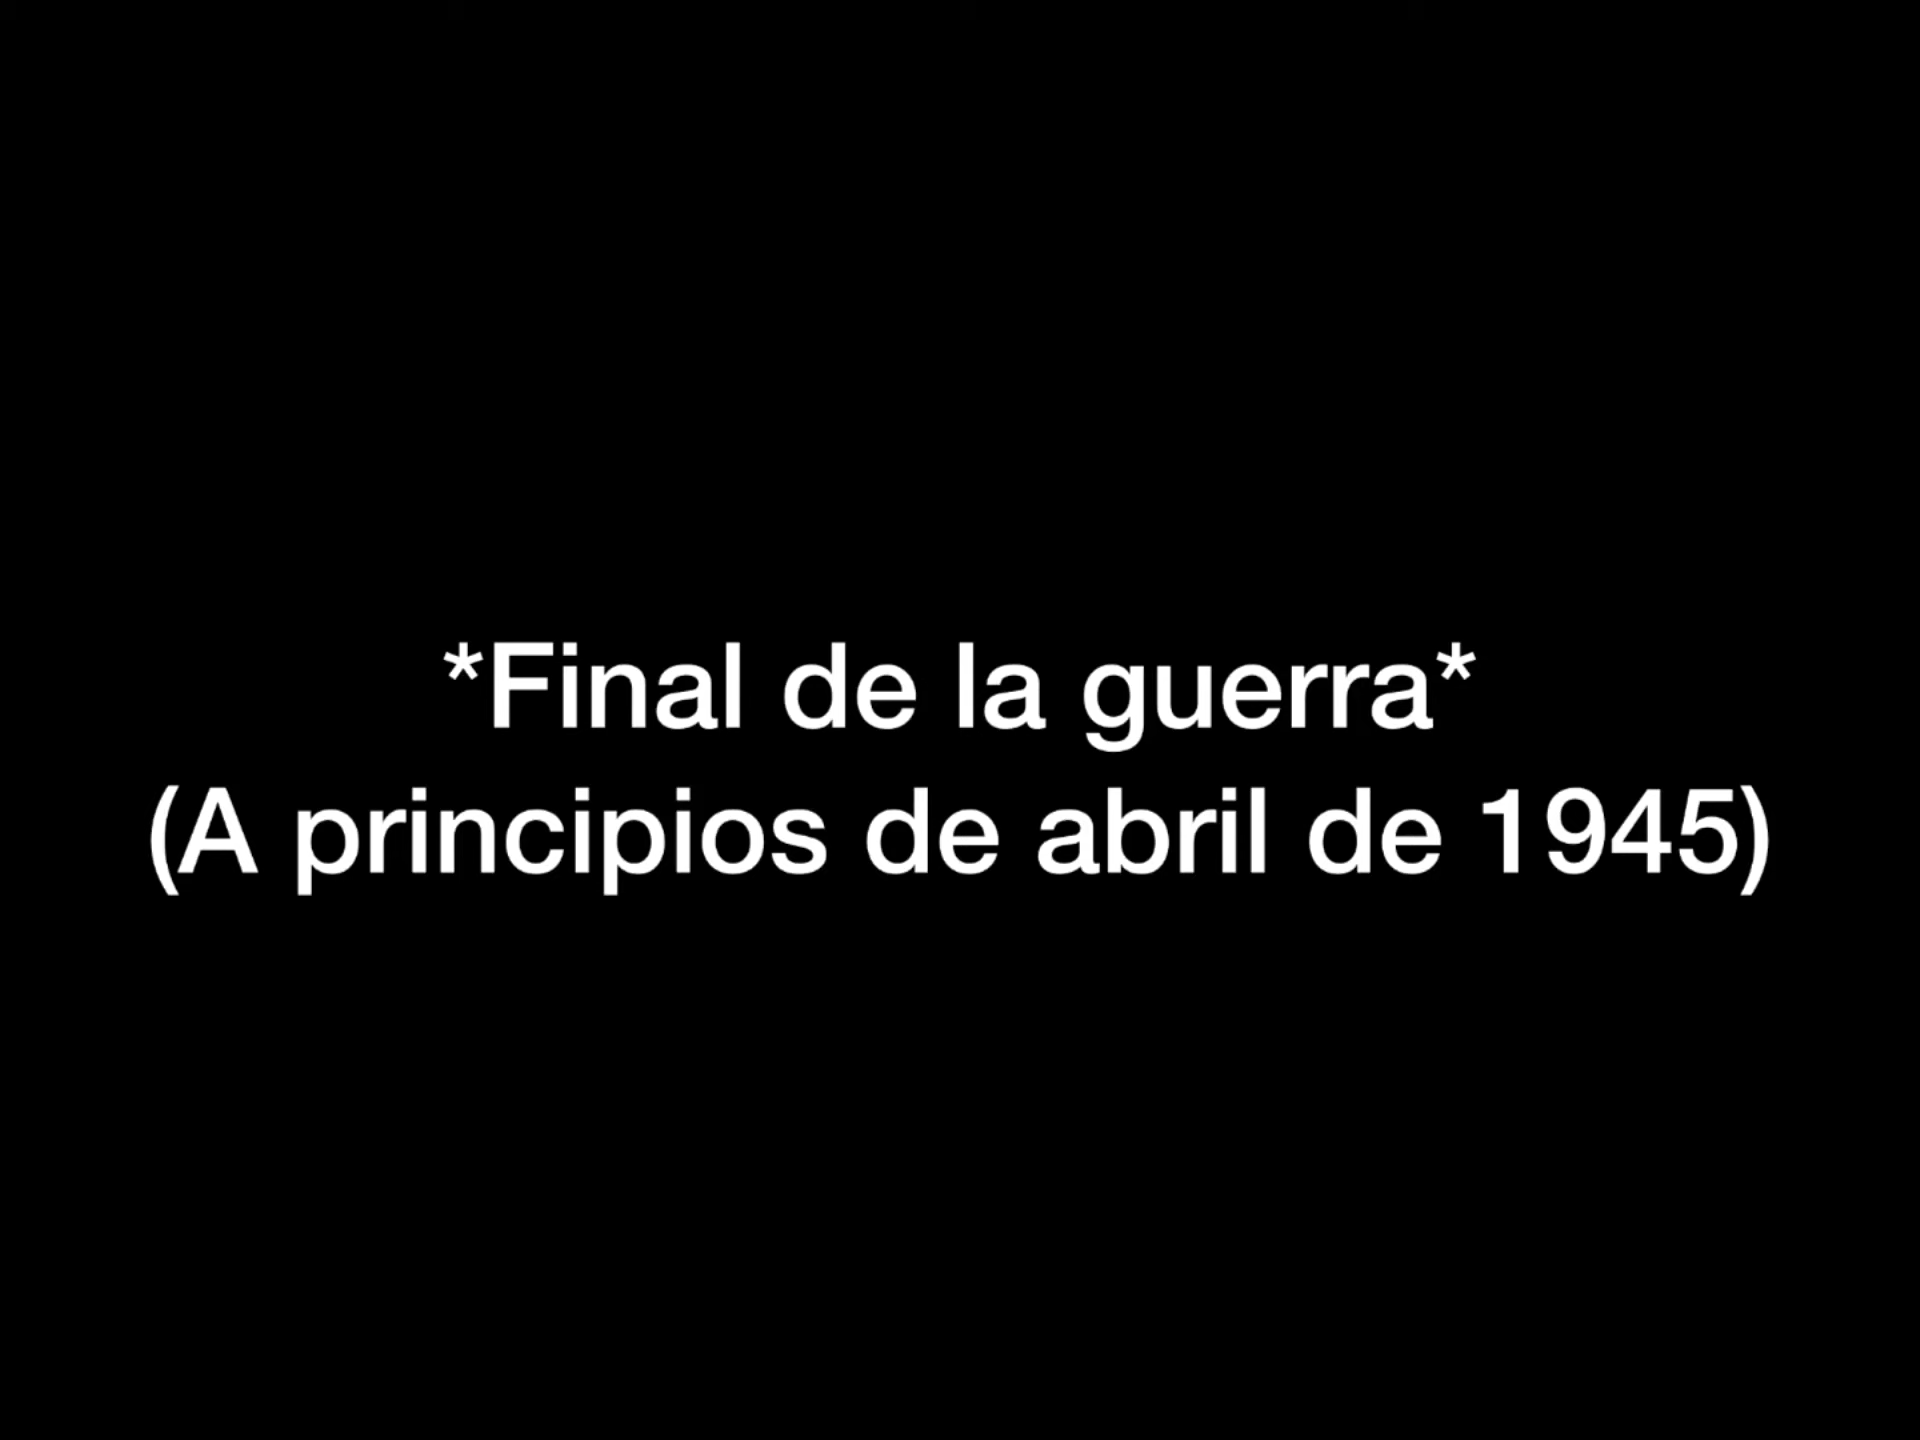 *Final de la guerra*
(A principios de abril de 1945)